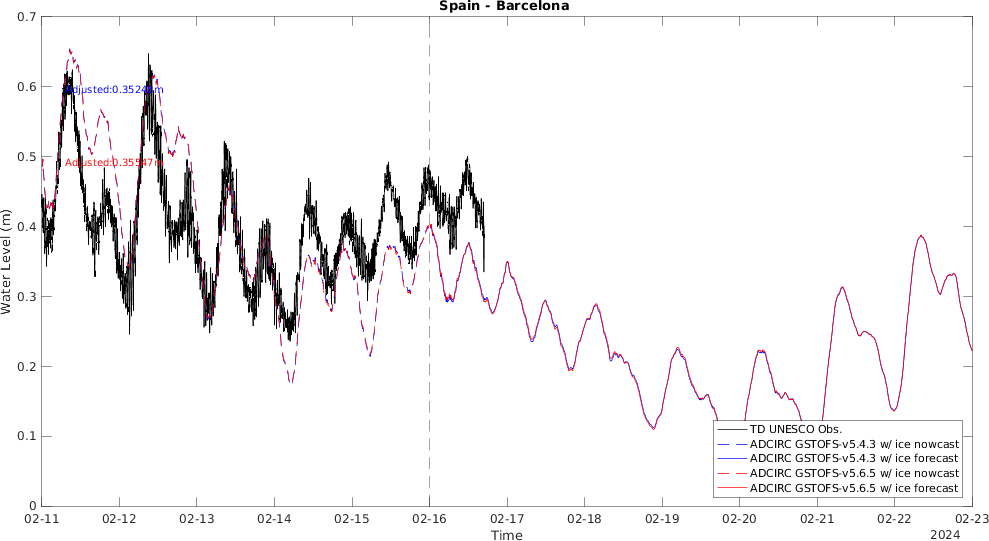 Spain - Barcelona
Water Level (m)
0.7
0.6
0.5
0.4
0.3
0.2
0.1
0
Adjusted:0.35547m
TD UNESCO Obs.
ADCIRC GSTOFS-v5.4.3 w/ ice nowcast
ADCIRC GSTOFS-v5.4.3 w/ ice forecast
ADCIRC GSTOFS-v5.6.5 w/ ice nowcast
ADCIRC GSTOFS-v5.6.5 w/ ice forecast
02-11 02-12 02-13 02-14 02-15 02-16 02-17 02-18 02-19 02-20 02-21 02-22 02-23
Time
2024